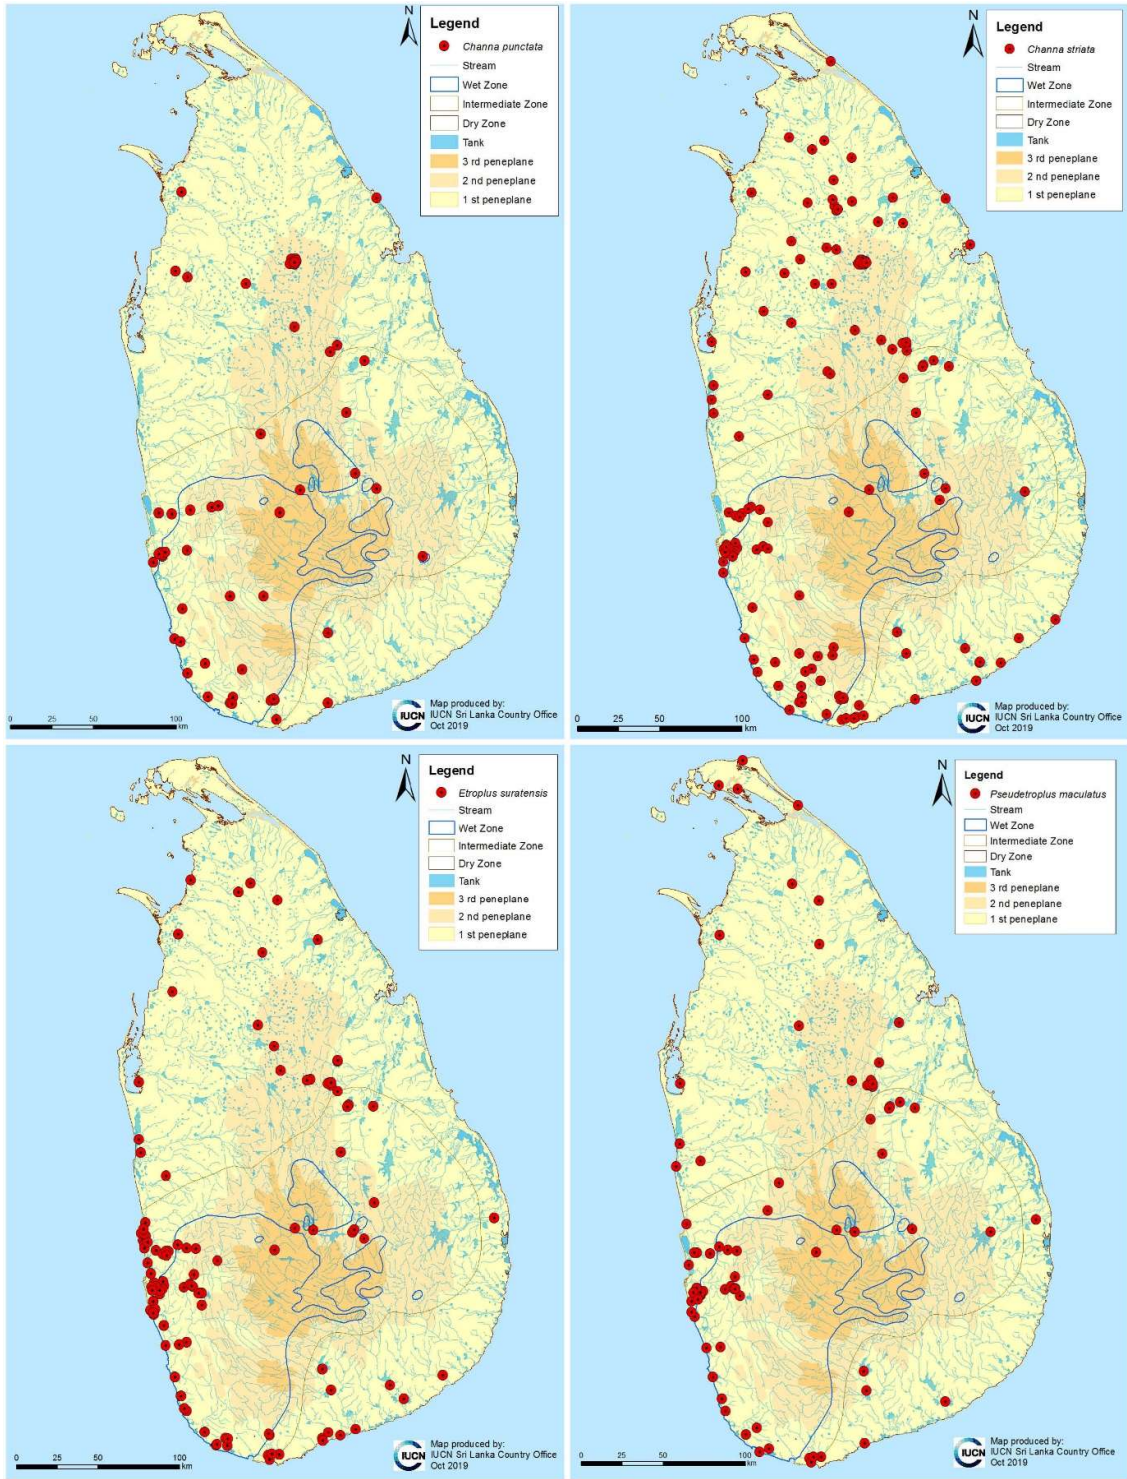 N
Legend
Channa punctata
Stream
Wet Zone
Intermediate Zone
Dry Zone
Tank
3 rd peneplane
2 nd peneplane
1 st peneplane
0 25 50 100
km
IUCN
Map produced by:
IUCN Sri Lanka Country Office
Oct 2019
N
Legend
Channa striata
Stream
Wet Zone
Intermediate Zone
Dry Zone
Tank
3 rd peneplane
2 nd peneplane
1 st peneplane
0 25 50 100
km
IUCN
Map produced by:
IUCN Sri Lanka Country Office
Oct 2019
N
Legend
Etroplus suratensis
Stream
Wet Zone
Intermediate Zone
Dry Zone
Tank
3 rd peneplane
2 nd peneplane
1 st peneplane
0 25 50 100
km
IUCN
Map produced by:
IUCN Sri Lanka Country Office
Oct 2019
N
Legend
Pseudetroplus maculatus
Stream
Wet Zone
Intermediate Zone
Dry Zone
Tank
3 rd peneplane
2 nd peneplane
1 st peneplane
0 25 50 100
km
IUCN
Map produced by:
IUCN Sri Lanka Country Office
Oct 2019